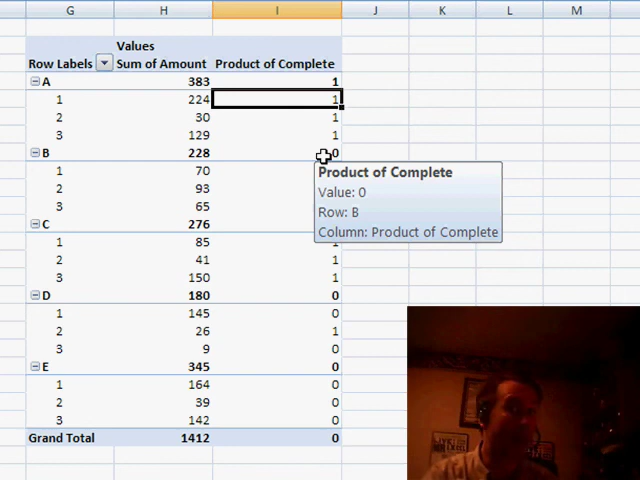 G H I J K L M
Values
Row Labels Sum of Amount Product of Complete
A 383 1
1 224 1
2 30 1
3 129 1
B 228 0
1 70
2 93
3 65
C 276
1 85 1
2 41 1
3 150 1
D 180 0
1 145 0
2 26 1
3 9 0
E 345 0
1 164 0
2 39 0
3 142 0
Grand Total 1412 0
Product of Complete
Value: 0
Row: B
Column: Product of Complete